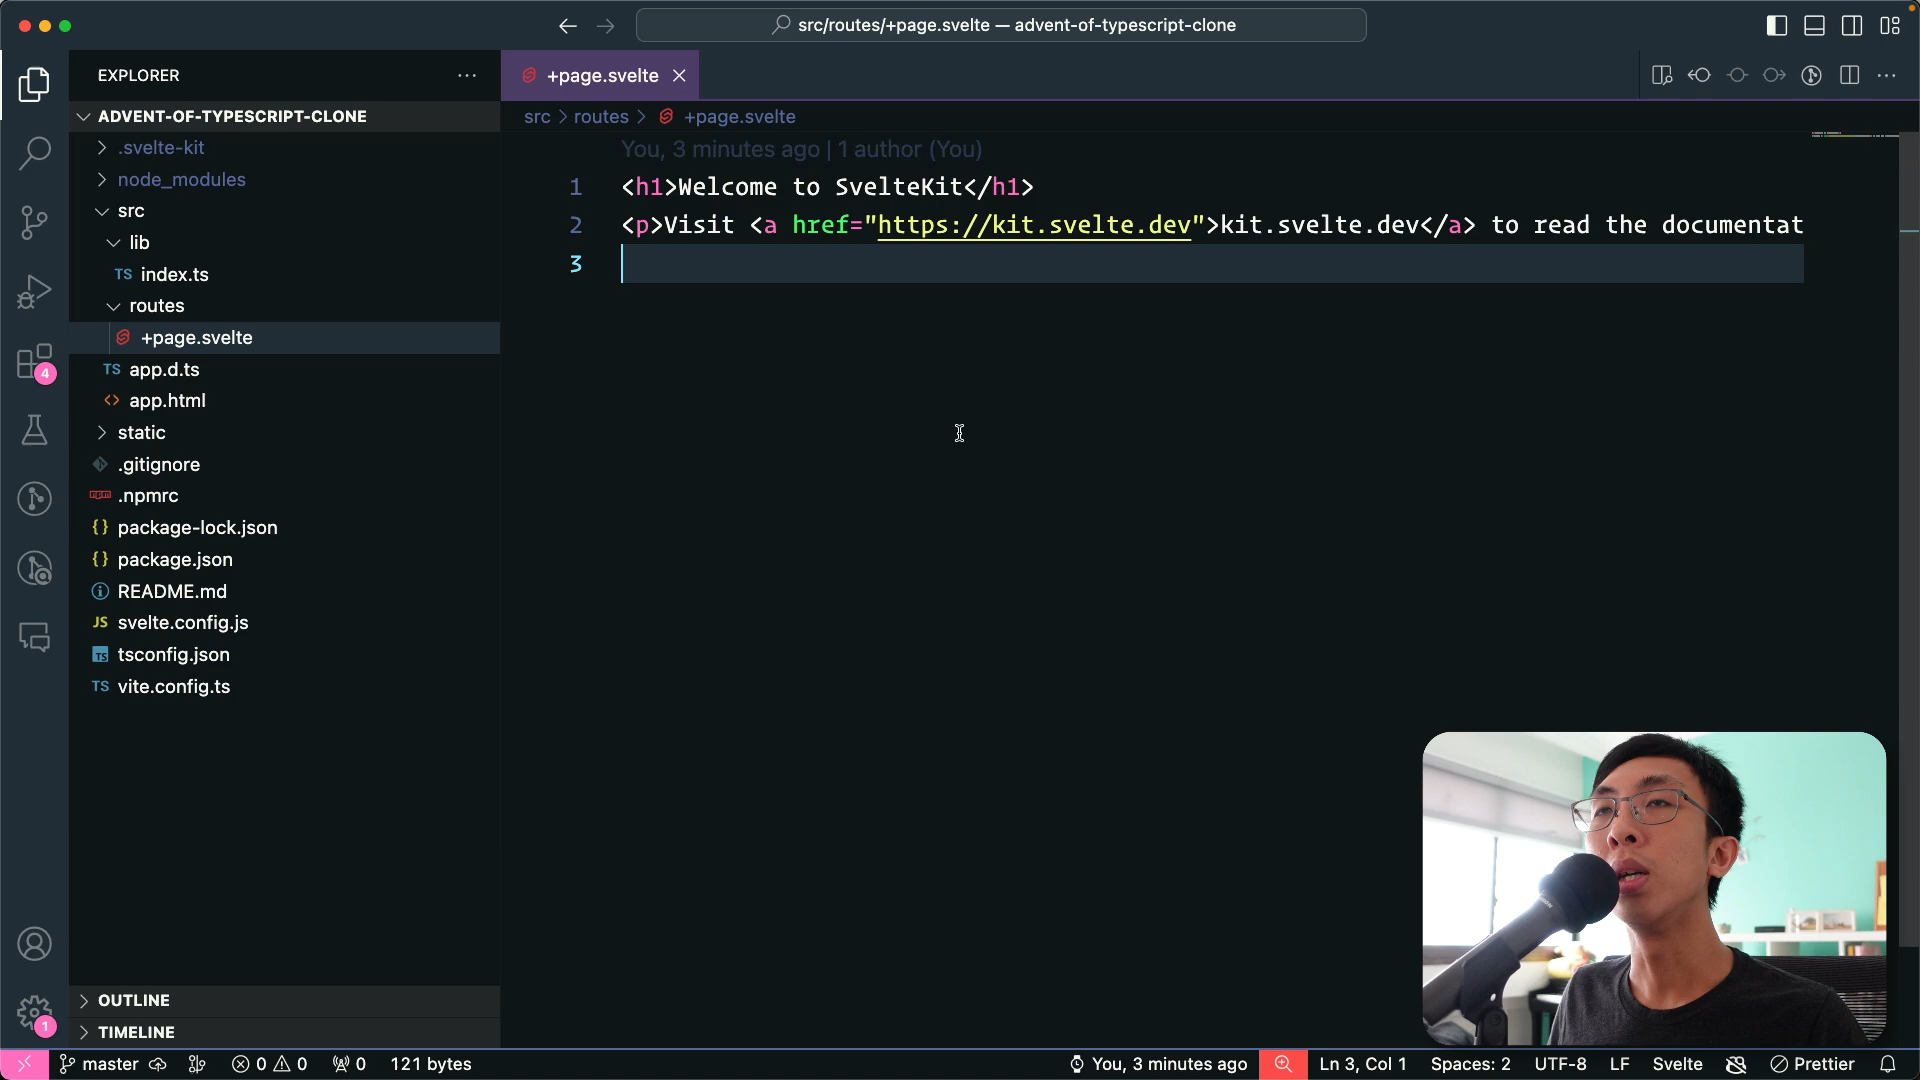 src/routes/+page.svelte — advent-of-typescript-clone
EXPLORER
ADVENT-OF-TYPESCRIPT-CLONE
.svelte-kit
node_modules
src
lib
TS index.ts
routes
+page.svelte
TS app.d.ts
<> app.html
static
.gitignore
npm .npmrc
{} package-lock.json
{} package.json
README.md
JS svelte.config.js
TS tsconfig.json
TS vite.config.ts
OUTLINE
TIMELINE
4
1
+page.svelte
src > routes > +page.svelte
You, 3 minutes ago | 1 author (You)
1 <h1>Welcome to SvelteKit</h1>
2 <p>Visit <a href="https://kit.svelte.dev">kit.svelte.dev</a> to read the documentat
3
master 0 0 0 121 bytes You, 3 minutes ago Ln 3, Col 1 Spaces: 2 UTF-8 LF Svelte Prettier